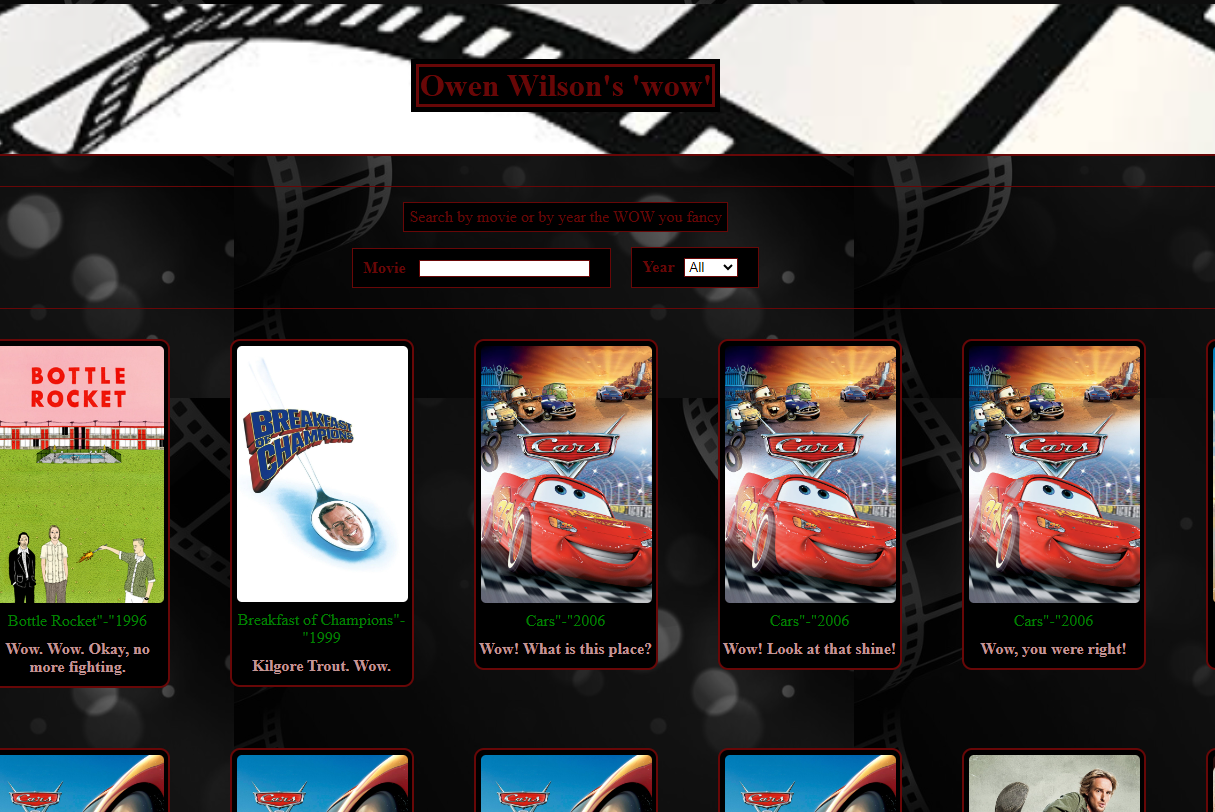 Owen Wilson's 'wow'
Search by movie or by year the WOW you fancy
Movie
Year All
BOTTLE
ROCKET
Bottle Rocket"-"1996
Wow. Wow. Okay, no
more fighting.
BREAKFAST
OF
CHAMPIONS
Breakfast of Champions"-
"1999
Kilgore Trout. Wow.
Cars
Cars"-"2006
Wow! What is this place?
Cars
Cars"-"2006
Wow! Look at that shine!
Cars
Cars"-"2006
Wow, you were right!
Cars
Cars
Cars
Cars